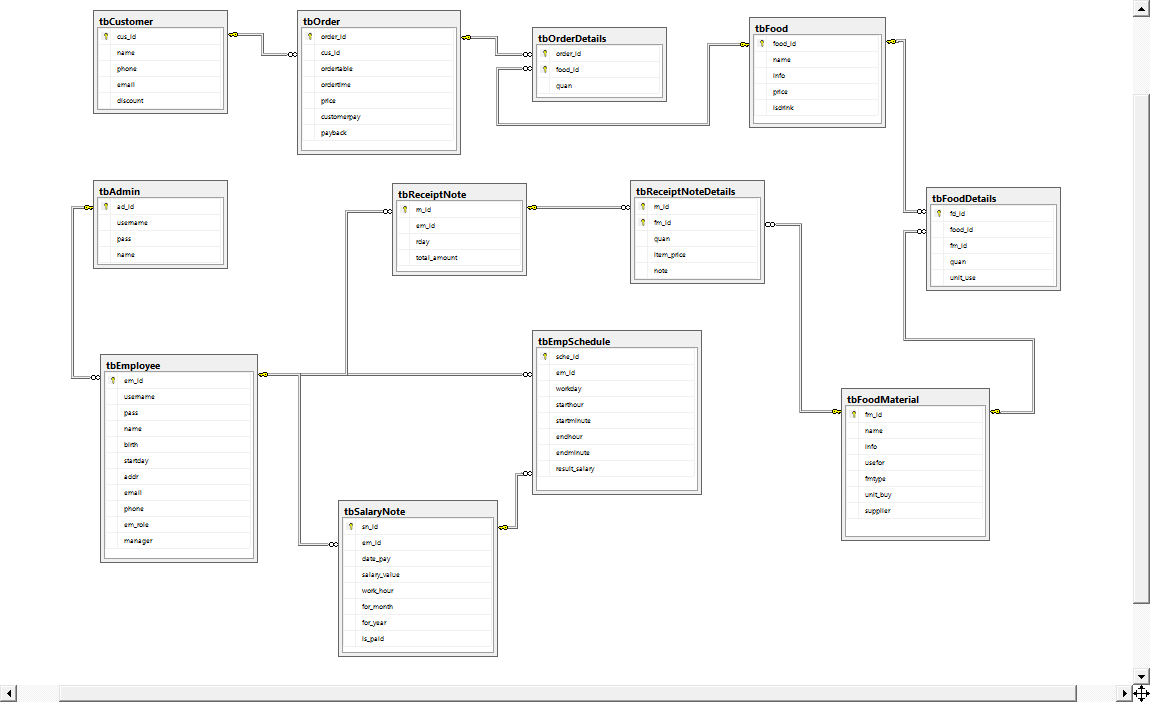 tbCustomer
cus_id
name
phone
email
discount
tbOrder
order_id
cus_id
ordertable
ordertime
price
customerpay
payback
tbOrderDetails
order_id
food_id
quan
tbFood
food_id
name
info
price
isdrink
tbAdmin
ad_id
username
pass
name
tbReceiptNote
rn_id
em_id
rday
total_amount
tbReceiptNoteDetails
rn_id
fm_id
quan
item_price
note
tbFoodDetails
fd_id
food_id
fm_id
quan
unit_use
tbEmployee
em_id
username
pass
name
birth
startday
addr
email
phone
em_role
manager
tbEmpSchedule
sche_id
em_id
workday
starthour
startminute
endhour
endminute
result_salary
tbFoodMaterial
fm_id
name
info
usefor
fmtype
unit_buy
supplier
tbSalaryNote
sn_id
em_id
date_pay
salary_value
work_hour
for_month
for_year
is_paid